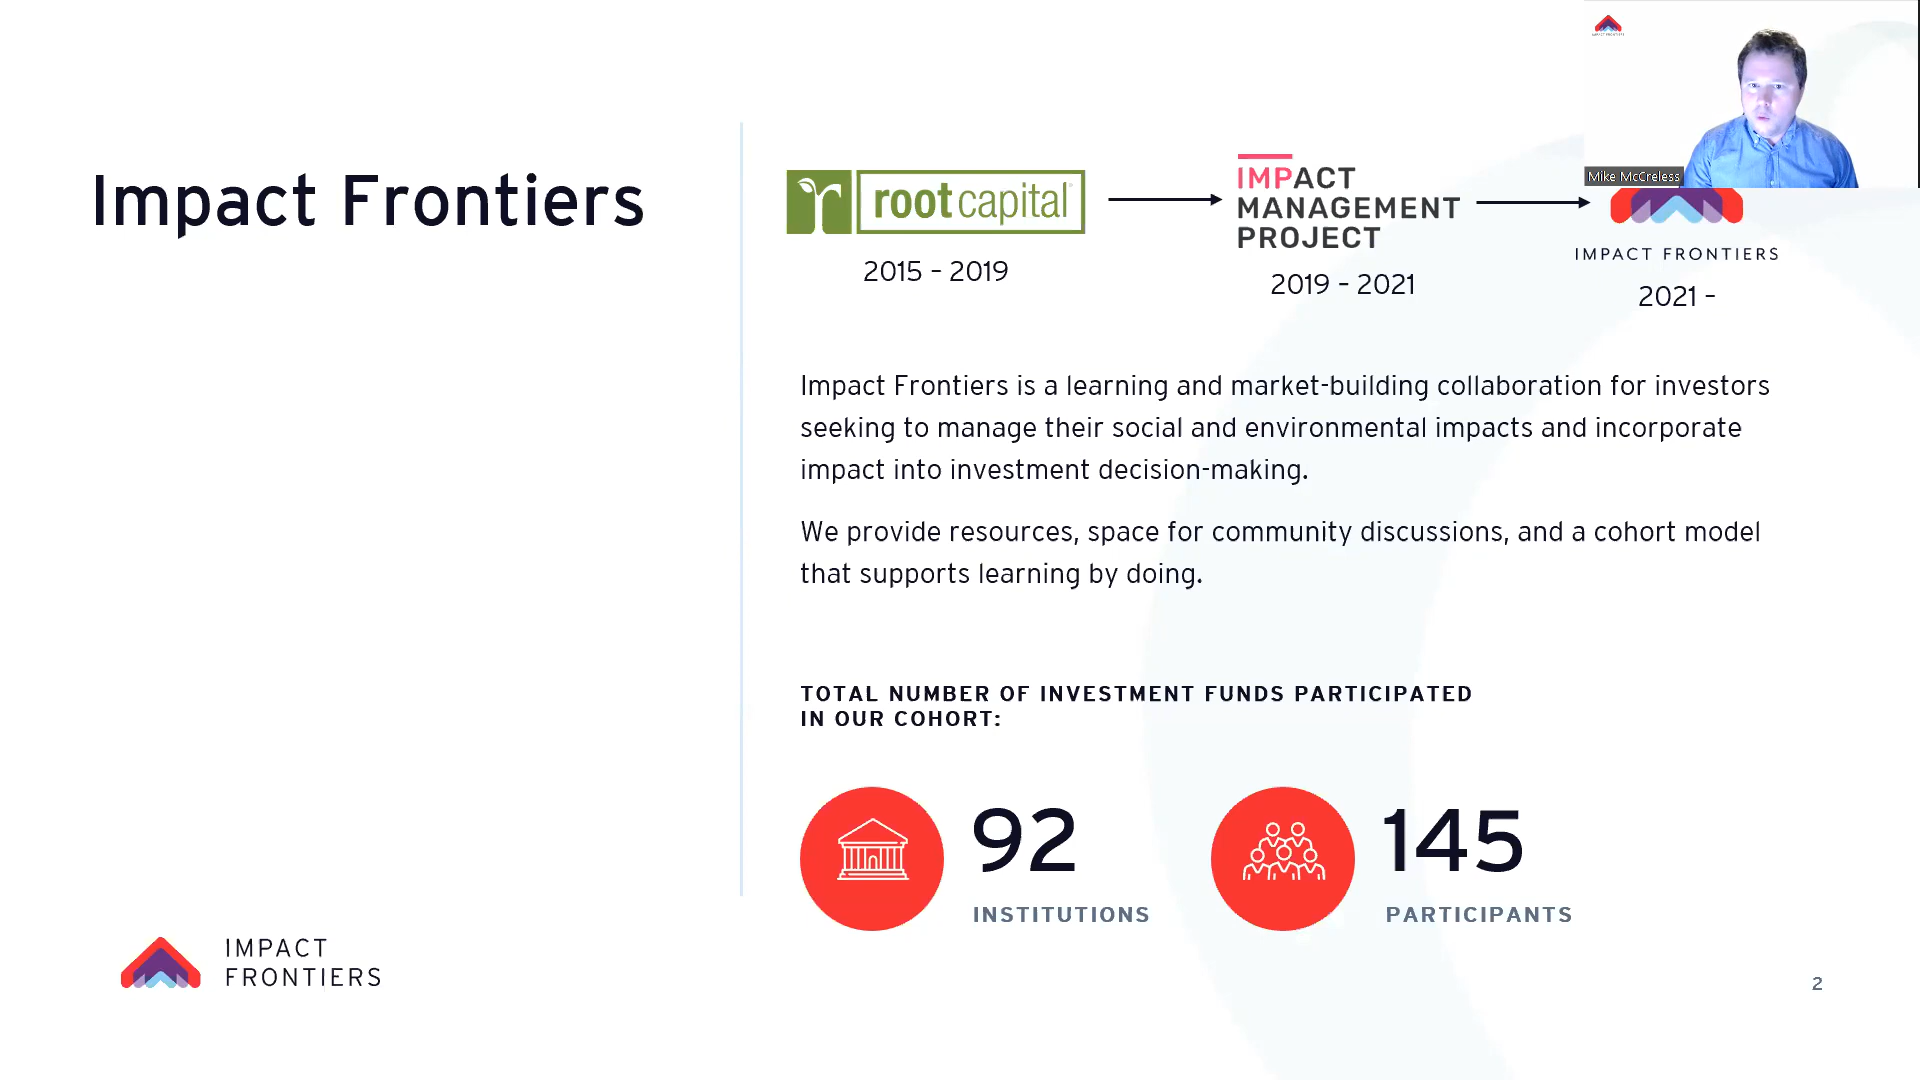 Impact Frontiers
rootcapital
2015 – 2019
IMPACT
MANAGEMENT
PROJECT
2019 – 2021
Mike McCreless
IMPACT FRONTIERS
2021 –
Impact Frontiers is a learning and market-building collaboration for investors
seeking to manage their social and environmental impacts and incorporate
impact into investment decision-making.
We provide resources, space for community discussions, and a cohort model
that supports learning by doing.
TOTAL NUMBER OF INVESTMENT FUNDS PARTICIPATED
IN OUR COHORT:
92
INSTITUTIONS
145
PARTICIPANTS
IMPACT
FRONTIERS
2